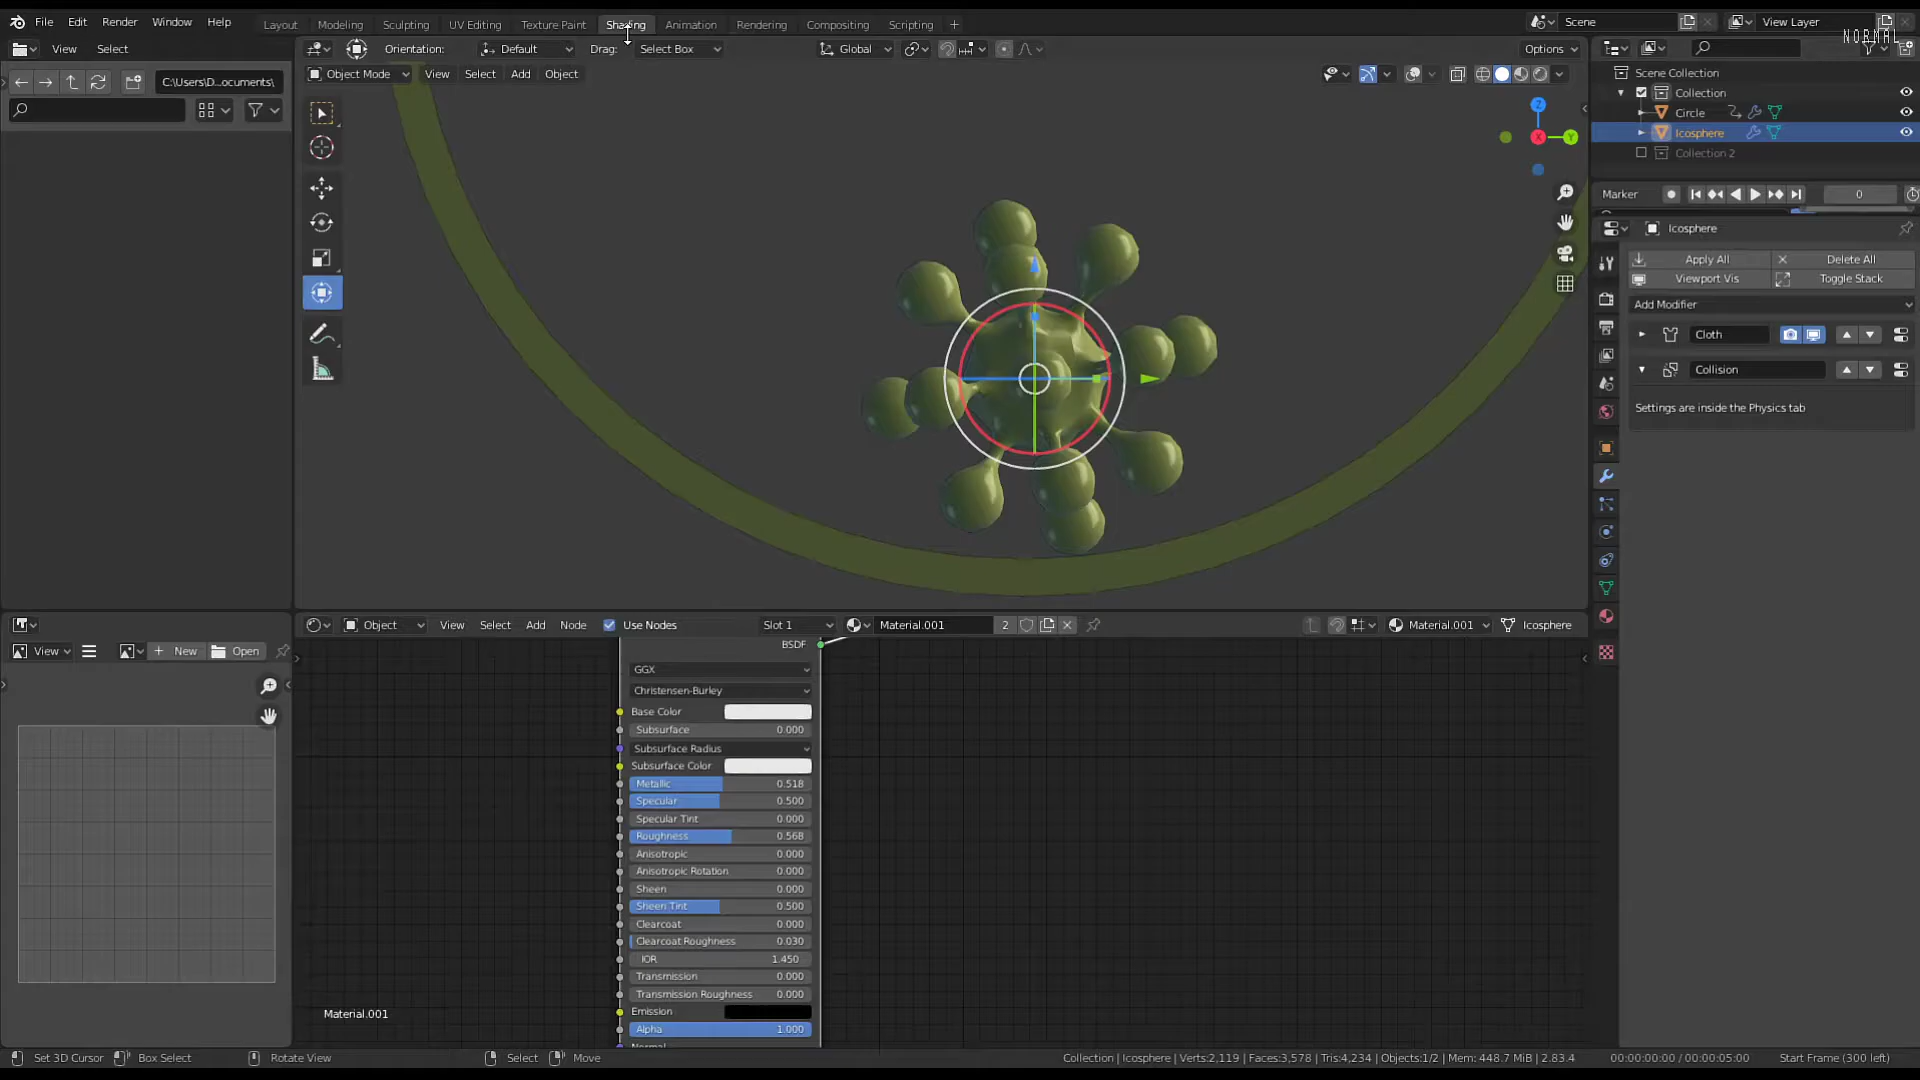 File Edit Render Window Help Layout Modeling Sculpting UV Editing Texture Paint Shading Animation Rendering Compositing Scripting + Scene View Layer
NORMAL
View Select Orientation: Default Drag: Select Box Global Options
C:\Users\D...ocuments\
Object Mode View Select Add Object
Scene Collection
Collection
Circle
Icosphere
Collection 2
Marker 0
Icosphere
Apply All Delete All
Viewport Vis Toggle Stack
Add Modifier
Cloth
Collision
Settings are inside the Physics tab
Z
X
Y
Object View Select Add Node Use Nodes Slot 1 Material.001 2 Material.001 Icosphere
View New Open
BSDF
GGX
Christensen-Burley
Base Color
Subsurface 0.000
Subsurface Radius
Subsurface Color
Metallic 0.518
Specular 0.500
Specular Tint 0.000
Roughness 0.568
Anisotropic 0.000
Anisotropic Rotation 0.000
Sheen 0.000
Sheen Tint 0.500
Clearcoat 0.000
Clearcoat Roughness 0.030
IOR 1.450
Transmission 0.000
Transmission Roughness 0.000
Emission
Alpha 1.000
Normal
Material.001
Set 3D Cursor Box Select Rotate View Select Move Collection | Icosphere | Verts:2,119 | Faces:3,578 | Tris:4,234 | Objects:1/2 | Mem: 448.7 MiB | 2.83.4 00:00:00:00 / 00:00:05:00 Start Frame (300 left)